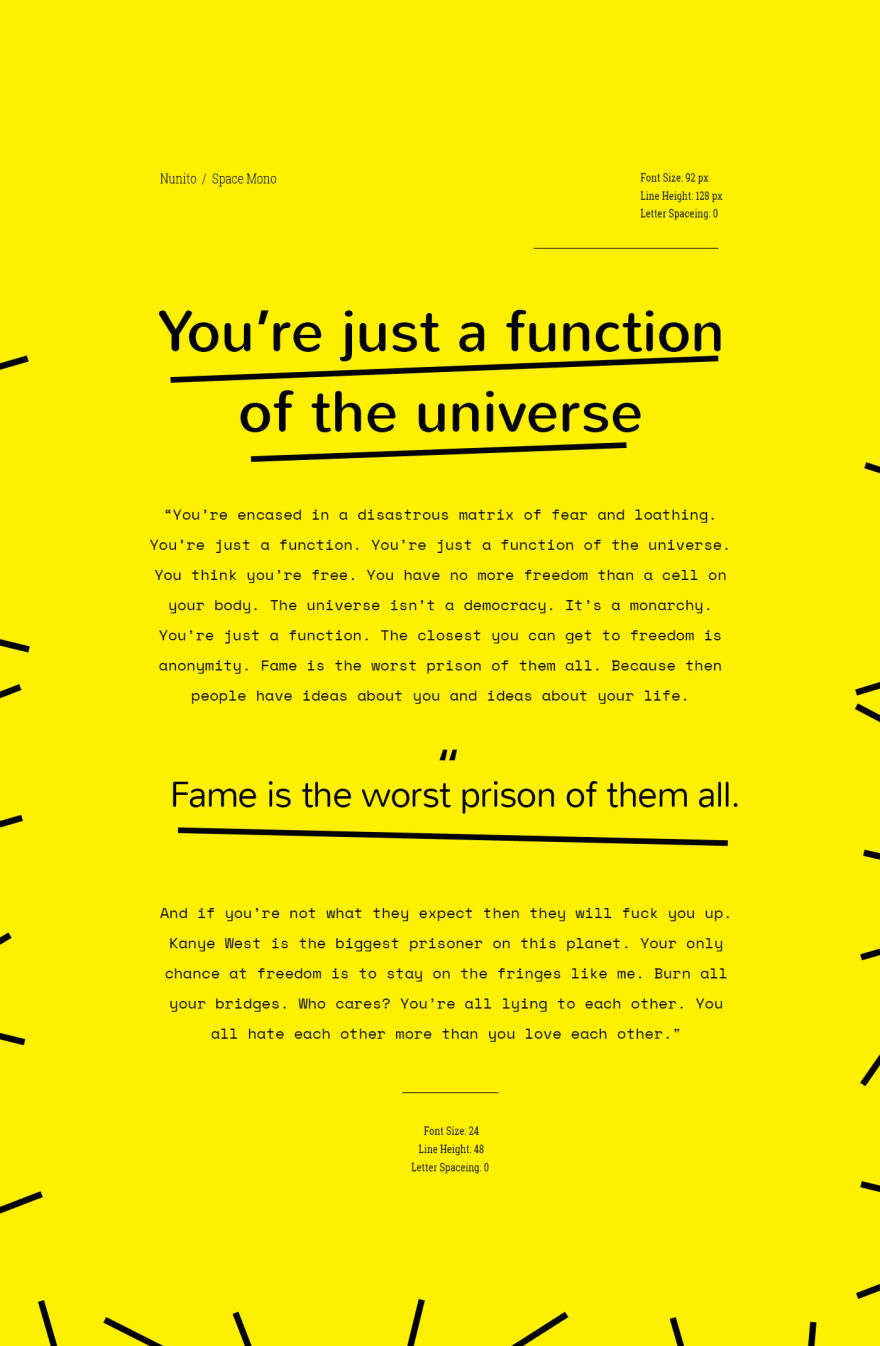 Nunito / Space Mono
Font Size: 92 px
Line Height: 128 px
Letter Spaceing: 0
You’re just a function
of the universe
“You’re encased in a disastrous matrix of fear and loathing.
You’re just a function. You’re just a function of the universe.
You think you’re free. You have no more freedom than a cell on
your body. The universe isn’t a democracy. It’s a monarchy.
You’re just a function. The closest you can get to freedom is
anonymity. Fame is the worst prison of them all. Because then
people have ideas about you and ideas about your life.
“
Fame is the worst prison of them all.
And if you’re not what they expect then they will fuck you up.
Kanye West is the biggest prisoner on this planet. Your only
chance at freedom is to stay on the fringes like me. Burn all
your bridges. Who cares? You’re all lying to each other. You
all hate each other more than you love each other.”
Font Size: 24
Line Height: 48
Letter Spaceing: 0